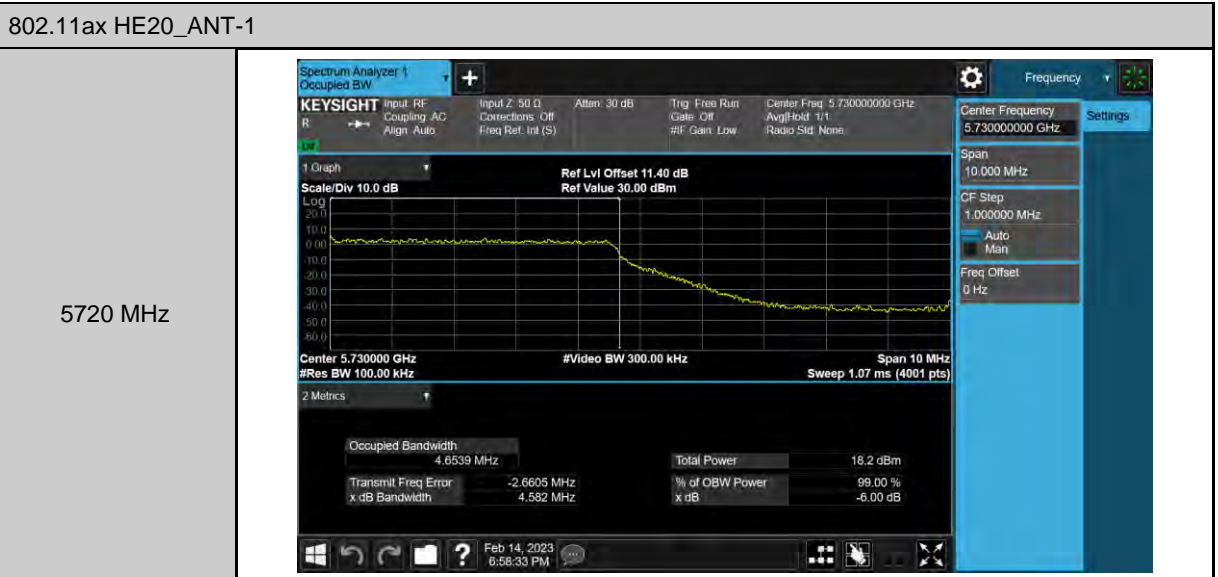 802.11ax HE20_ANT-1
5720 MHz
Spectrum Analyzer 1
Occupied BW
+
Frequency
KEYSIGHT
R
Input: RF
Coupling: AC
Align: Auto
Input Z: 50 Ω
Corrections: Off
Freq Ref: Int (S)
Atten: 30 dB
Trig: Free Run
Gate: Off
#IF Gain: Low
Center Freq: 5.730000000 GHz
Avg|Hold: 1/1
Radio Std: None
Center Frequency
5.730000000 GHz
Settings
Span
10.000 MHz
CF Step
1.000000 MHz
Auto
Man
Freq Offset
0 Hz
1 Graph
Scale/Div 10.0 dB
Ref Lvl Offset 11.40 dB
Ref Value 30.00 dBm
Log
20.0
10.0
0.00
-10.0
-20.0
-30.0
-40.0
-50.0
-60.0
Center 5.730000 GHz
#Video BW 300.00 kHz
Span 10 MHz
#Res BW 100.00 kHz
Sweep 1.07 ms (4001 pts)
2 Metrics
Occupied Bandwidth
4.6539 MHz
Total Power 18.2 dBm
Transmit Freq Error -2.6605 MHz
% of OBW Power 99.00 %
x dB Bandwidth 4.582 MHz
x dB -6.00 dB
?
Feb 14, 2023
6:58:33 PM